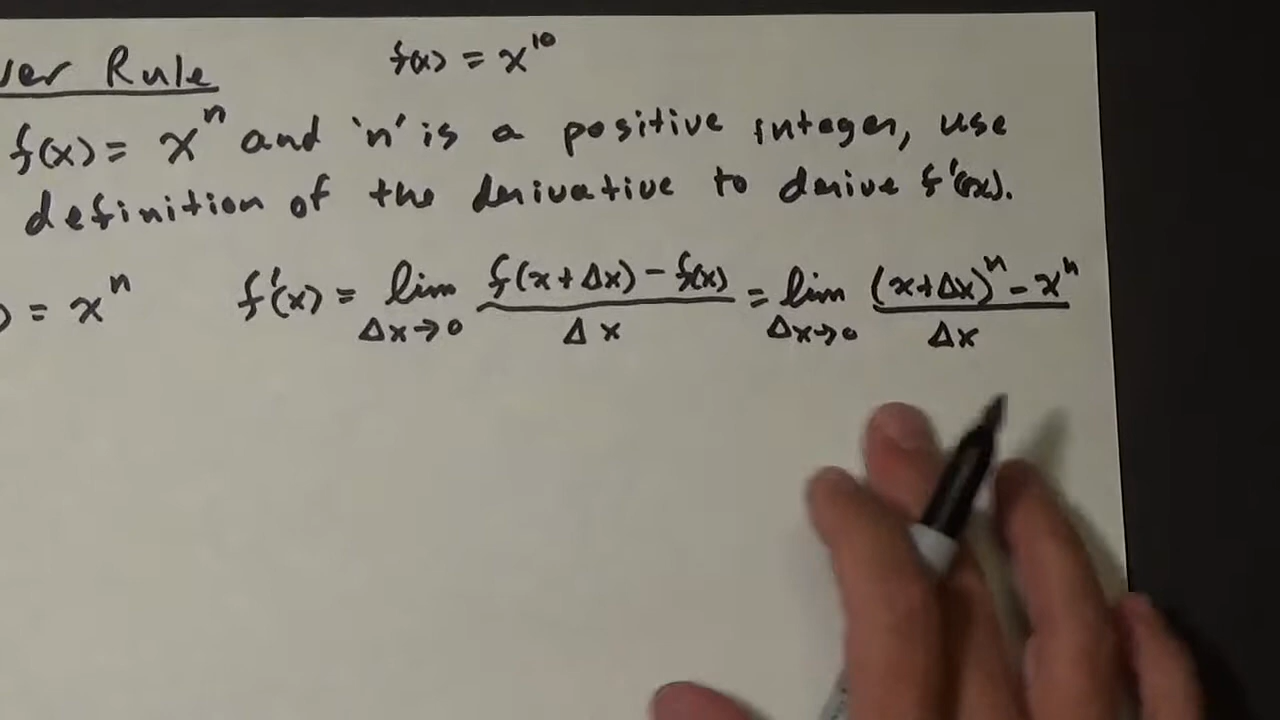 ver Rule
f(x) = x^10
f(x) = x^n and 'n' is a positive integer, use
definition of the derivative to derive f'(x).
) = x^n f'(x) = lim Δx→0 f(x+Δx) - f(x) / Δx = lim Δx→0 (x+Δx)^n - x^n / Δx